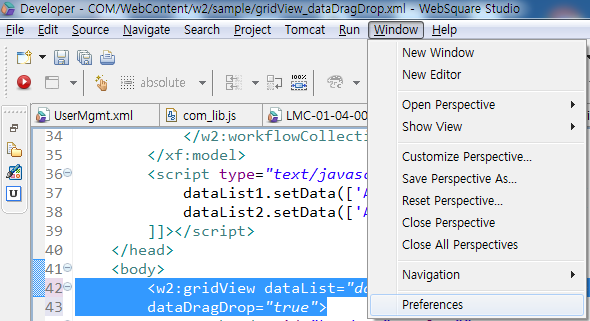 Developer - COM/WebContent/w2/sample/gridView_dataDragDrop.xml - WebSquare Studio
File Edit Source Navigate Search Project Tomcat Run Window Help
absolute
UserMgmt.xml com_lib.js LMC-01-04-00
34 </w2:workflowCollecti
35 </xf:model>
36 <script type="text/javasc
37 dataList1.setData(['A
38 dataList2.setData(['A
39 ]]></script>
40 </head>
41 <body>
42 <w2:gridView dataList="da
43 dataDragDrop="true">
New Window
New Editor
Open Perspective
Show View
Customize Perspective...
Save Perspective As...
Reset Perspective...
Close Perspective
Close All Perspectives
Navigation
Preferences